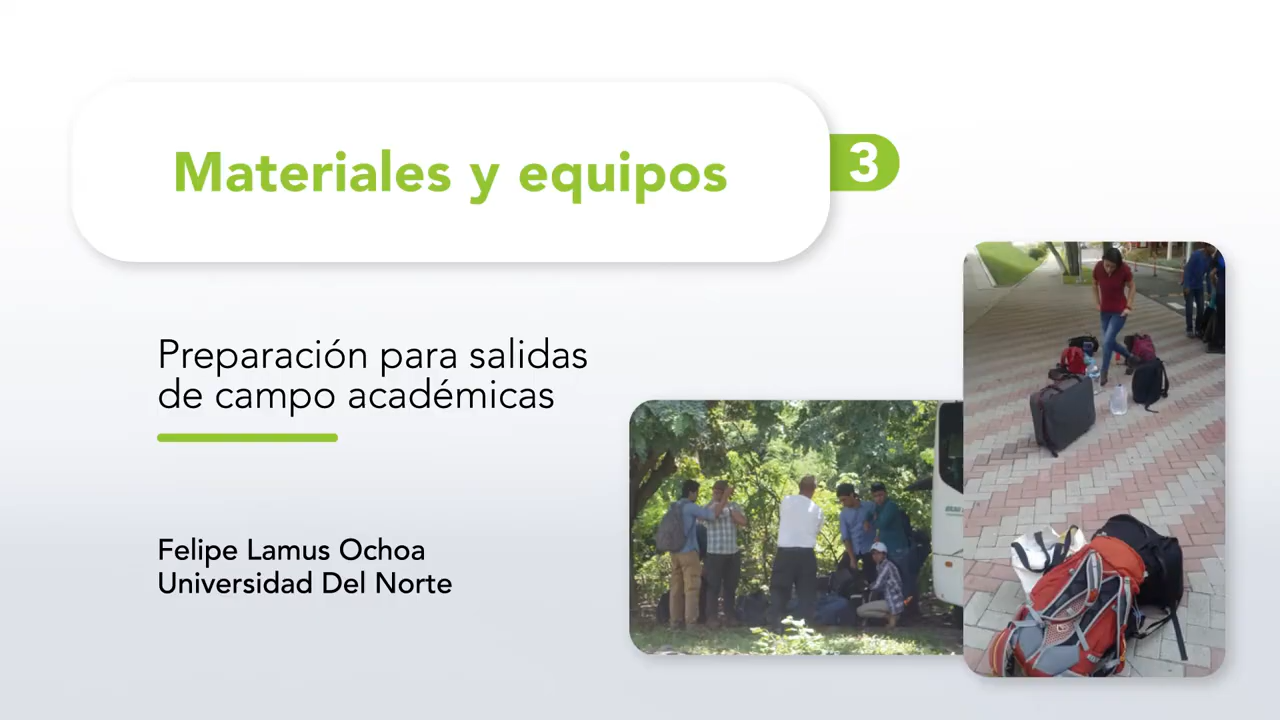 Materiales y equipos
3
Preparación para salidas
de campo académicas
Felipe Lamus Ochoa
Universidad Del Norte